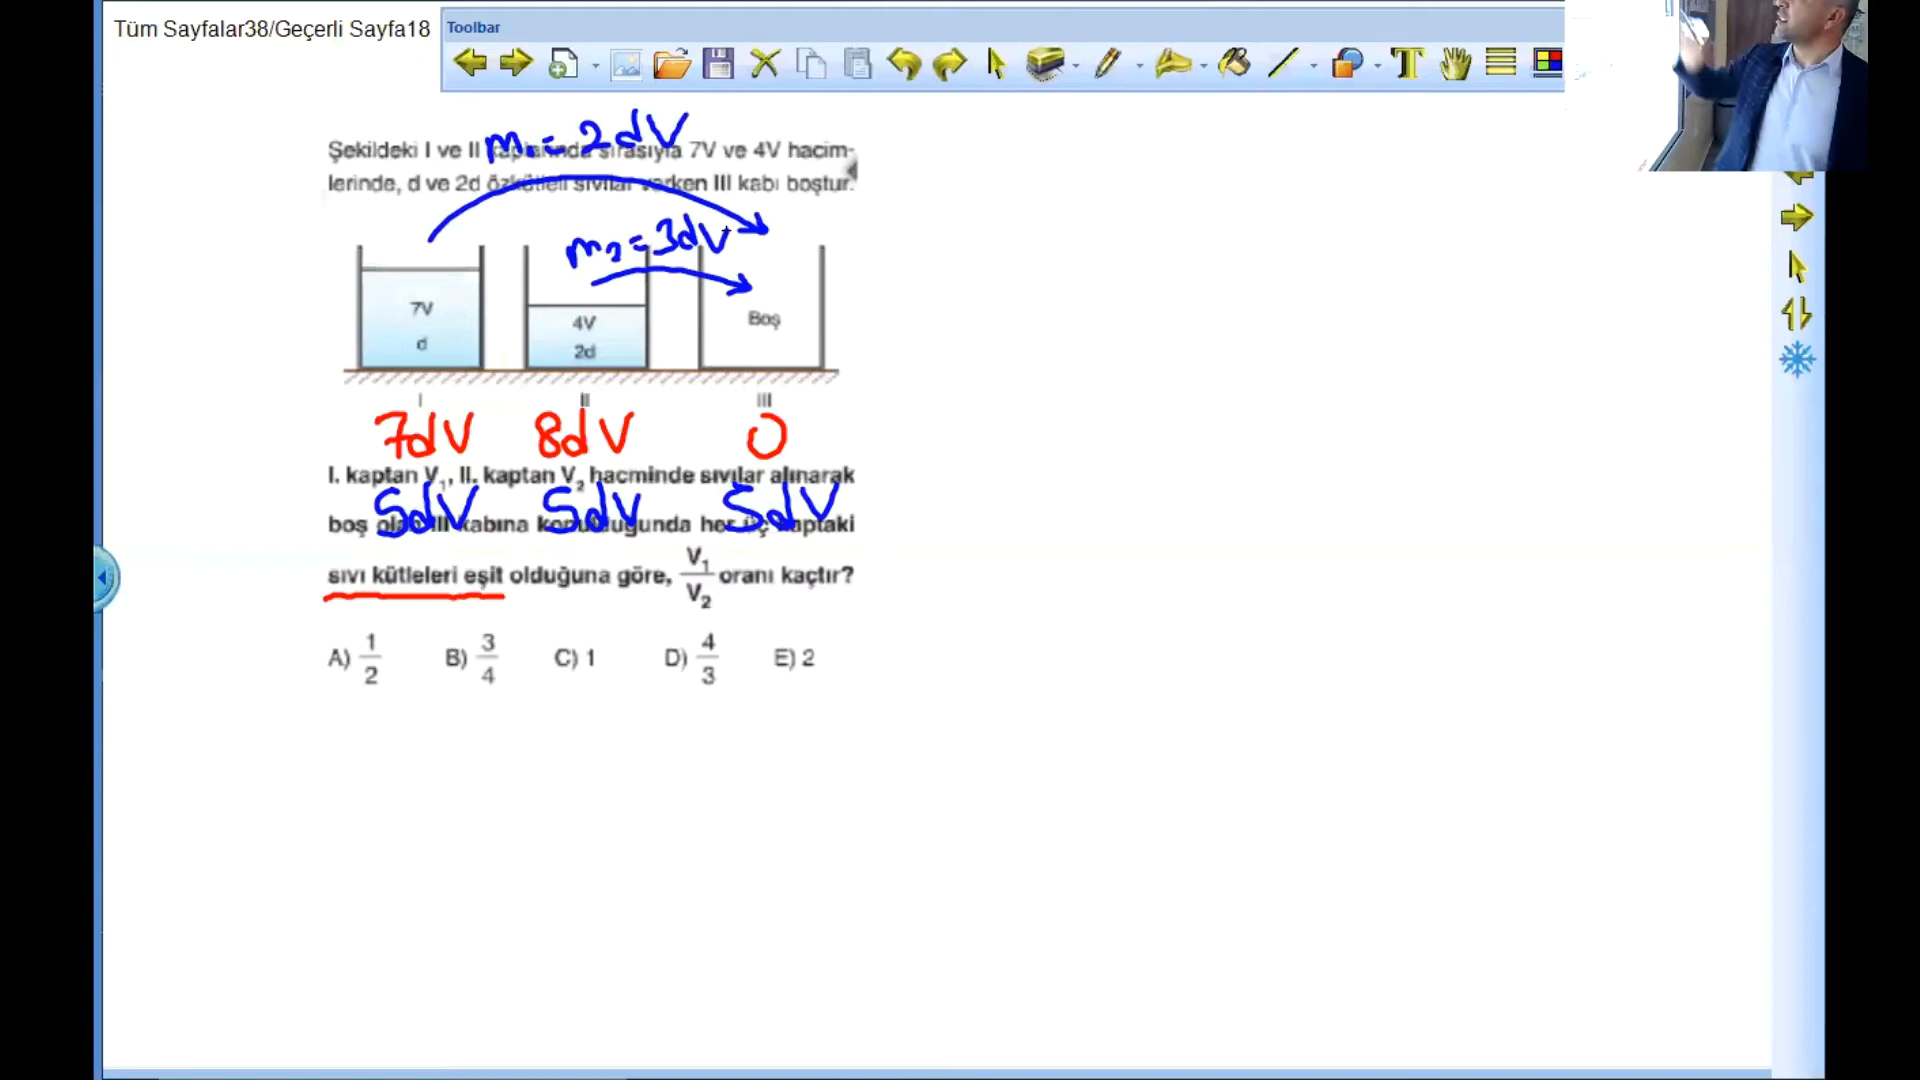 Tüm Sayfalar38/Geçerli Sayfa18
Toolbar
m₁ = 2dV
Şekildeki I ve II kaplarında sırasıyla 7V ve 4V hacim-
lerinde, d ve 2d özkütleli sıvılar varken III kabı boştur.
m₂ = 3dV
7V
d
4V
2d
Boş
I II III
7dV 8dV 0
I. kaptan V₁, II. kaptan V₂ hacminde sıvılar alınarak
5dV 5dV 5dV
boş olan III kabına konulduğunda her üç kaptaki
sıvı kütleleri eşit olduğuna göre, V₁/V₂ oranı kaçtır?
A) 1/2 B) 3/4 C) 1 D) 4/3 E) 2